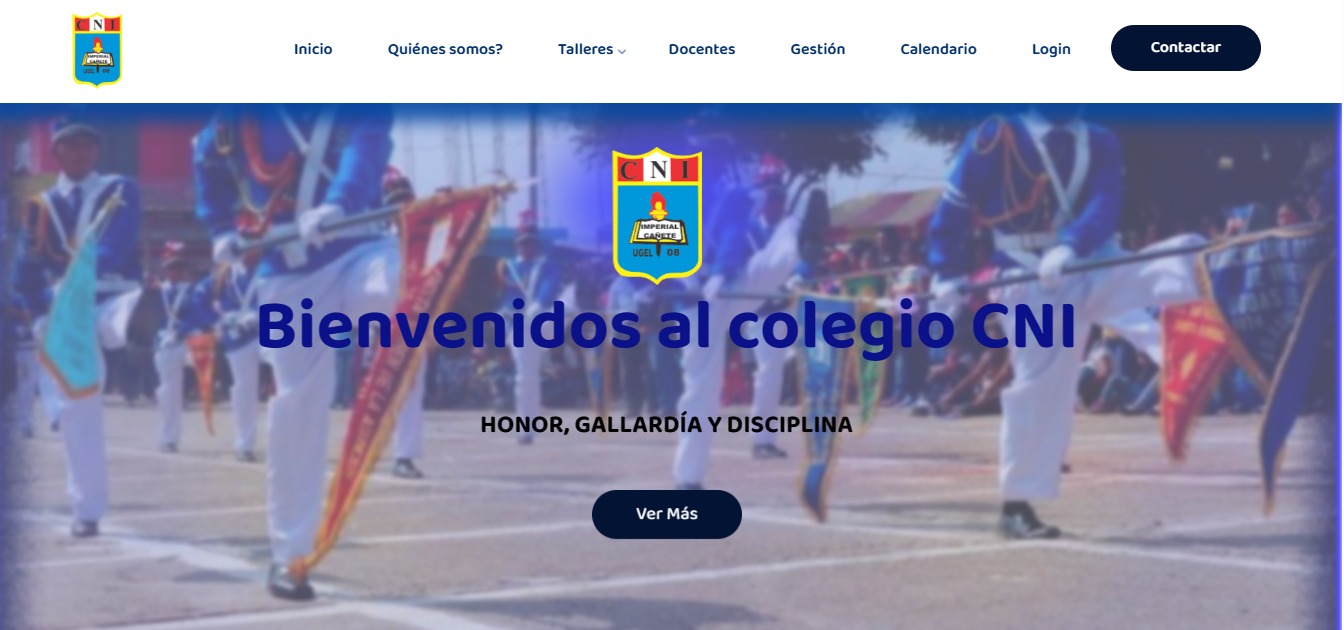 CNI
IMPERIAL
CAÑETE
UGEL 08
Inicio
Quiénes somos?
Talleres
Docentes
Gestión
Calendario
Login
Contactar
CNI
IMPERIAL
CAÑETE
UGEL 08
Bienvenidos al colegio CNI
HONOR, GALLARDÍA Y DISCIPLINA
Ver Más